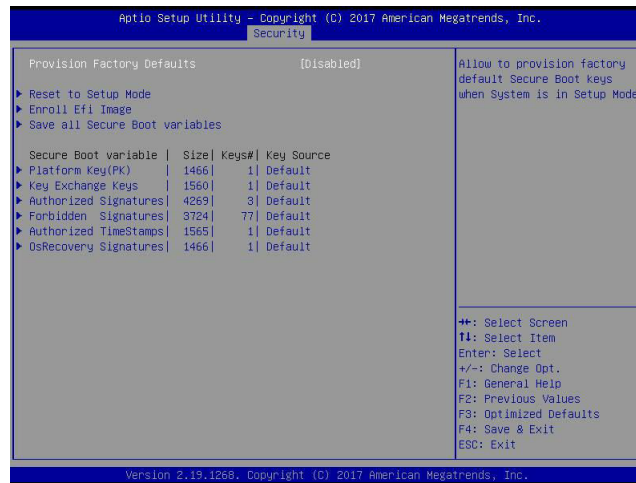 Aptio Setup Utility – Copyright (C) 2017 American Megatrends, Inc.
Security
Provision Factory Defaults [Disabled]
Reset to Setup Mode
Enroll Efi Image
Save all Secure Boot variables
Secure Boot variable | Size| Keys#| Key Source
Platform Key(PK) | 1466| 1| Default
Key Exchange Keys | 1560| 1| Default
Authorized Signatures| 4269| 3| Default
Forbidden Signatures| 3724| 77| Default
Authorized TimeStamps| 1565| 1| Default
OsRecovery Signatures| 1466| 1| Default
Allow to provision factory
default Secure Boot keys
when System is in Setup Mode
→←: Select Screen
↑↓: Select Item
Enter: Select
+/-: Change Opt.
F1: General Help
F2: Previous Values
F3: Optimized Defaults
F4: Save & Exit
ESC: Exit
Version 2.19.1268. Copyright (C) 2017 American Megatrends, Inc.